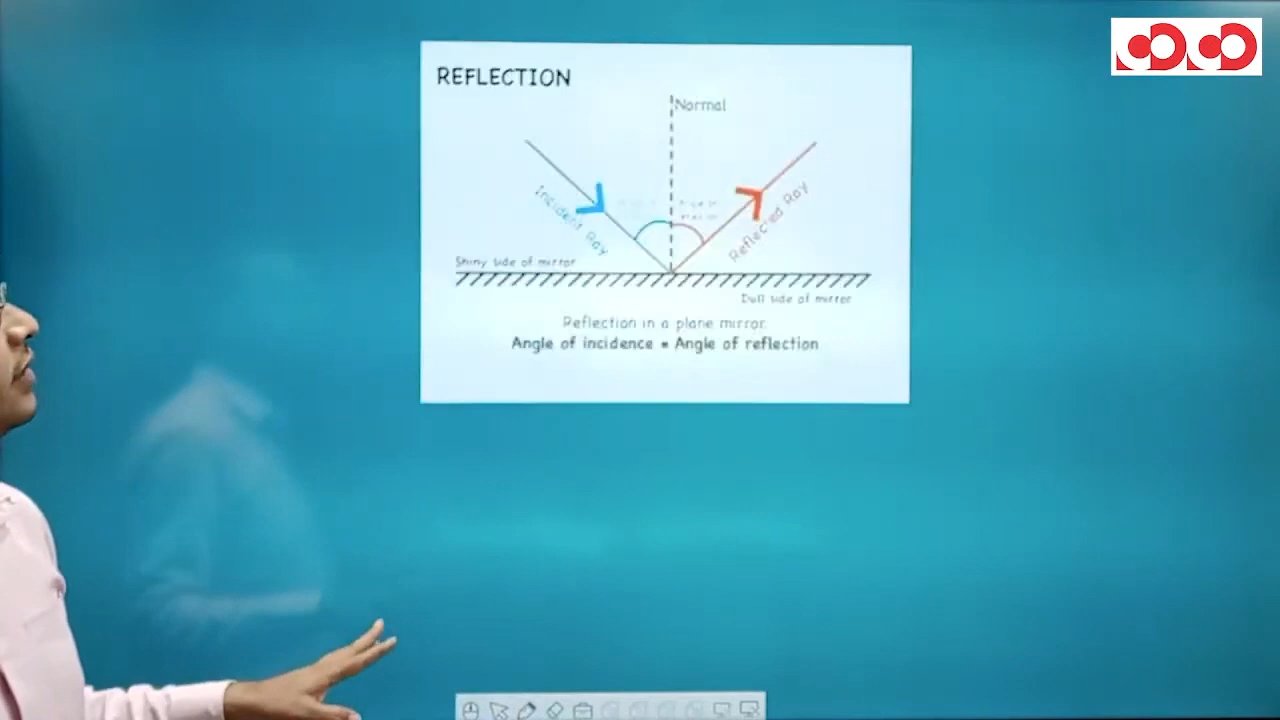 REFLECTION
Normal
Incident Ray
Reflected Ray
Shiny side of mirror
Dull side of mirror
Reflection in a plane mirror.
Angle of incidence = Angle of reflection